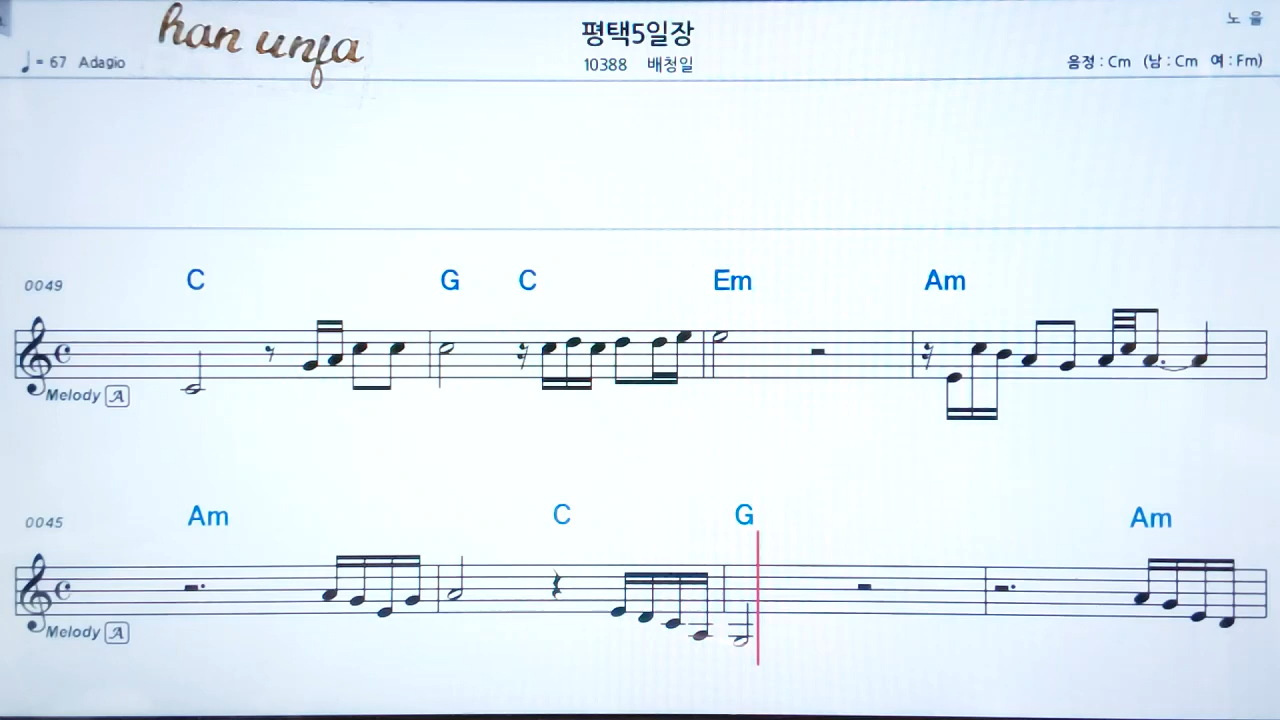 han unfa
평택5일장
노 을
♩= 67 Adagio
10388 배청일
음정 : Cm (남 : Cm 여 : Fm)
0049
C G C Em Am
Melody A
0045
Am C G Am
Melody A